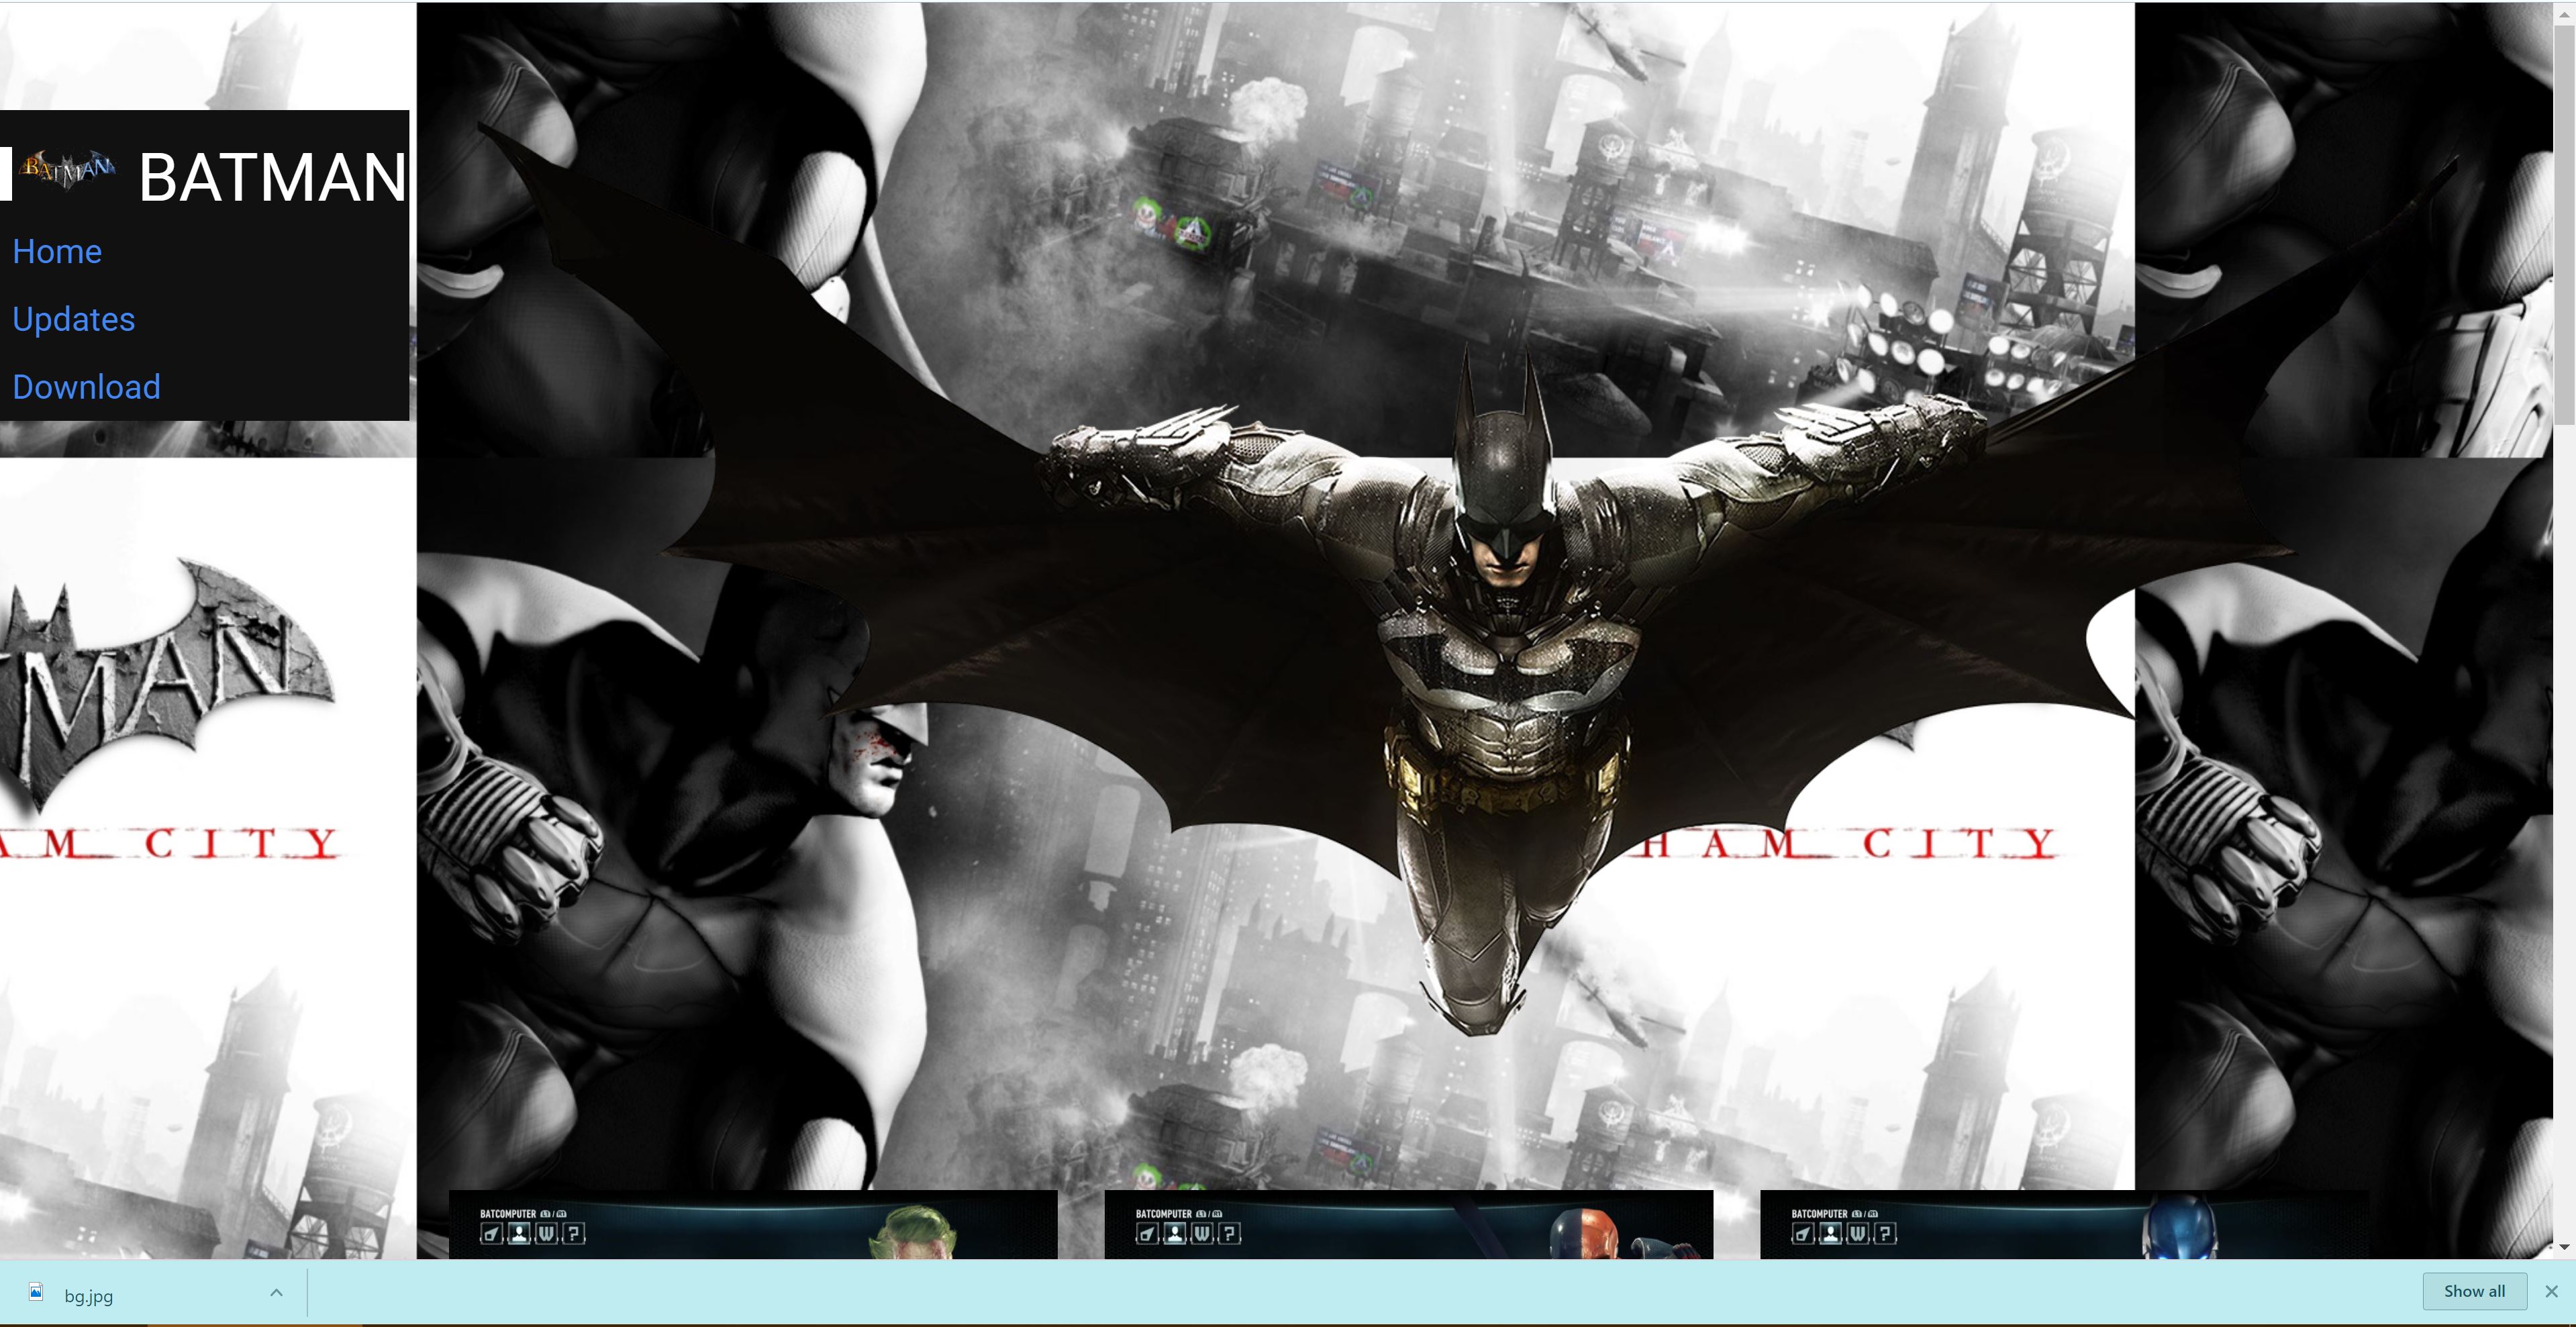 BATMAN BATMAN
Home
Updates
Download
MAN
AM CITY
HAM CITY
BATCOMPUTER
W ?
BATCOMPUTER
W ?
BATCOMPUTER
W ?
bg.jpg
Show all